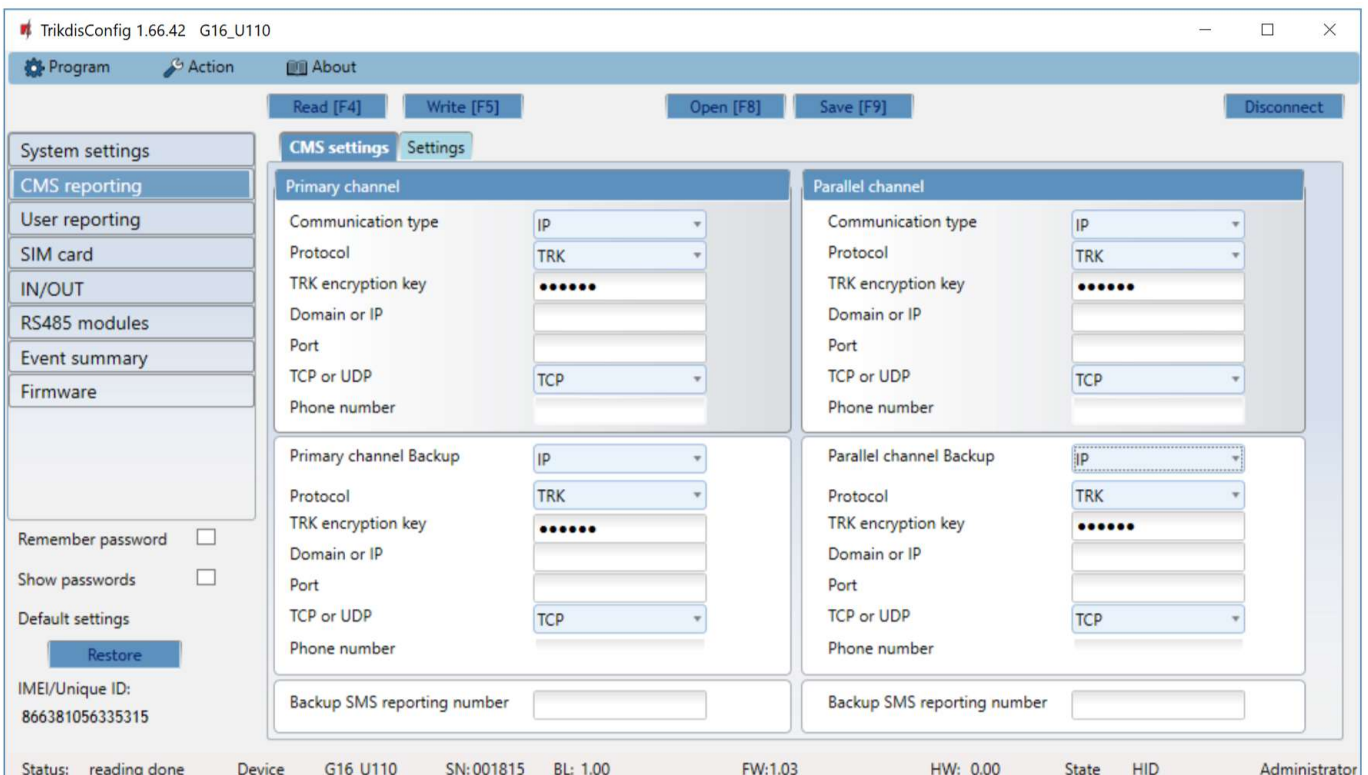 TrikdisConfig 1.66.42 G16_U110
Program Action About
Read [F4] Write [F5] Open [F8] Save [F9] Disconnect
System settings
CMS reporting
User reporting
SIM card
IN/OUT
RS485 modules
Event summary
Firmware
Remember password
Show passwords
Default settings
Restore
IMEI/Unique ID:
866381056335315
CMS settings Settings
Primary channel
Communication type IP
Protocol TRK
TRK encryption key ●●●●●●
Domain or IP
Port
TCP or UDP TCP
Phone number
Primary channel Backup IP
Protocol TRK
TRK encryption key ●●●●●●
Domain or IP
Port
TCP or UDP TCP
Phone number
Backup SMS reporting number
Parallel channel
Communication type IP
Protocol TRK
TRK encryption key ●●●●●●
Domain or IP
Port
TCP or UDP TCP
Phone number
Parallel channel Backup IP
Protocol TRK
TRK encryption key ●●●●●●
Domain or IP
Port
TCP or UDP TCP
Phone number
Backup SMS reporting number
Status: reading done Device G16_U110 SN: 001815 BL: 1.00 FW:1.03 HW: 0.00 State HID Administrator